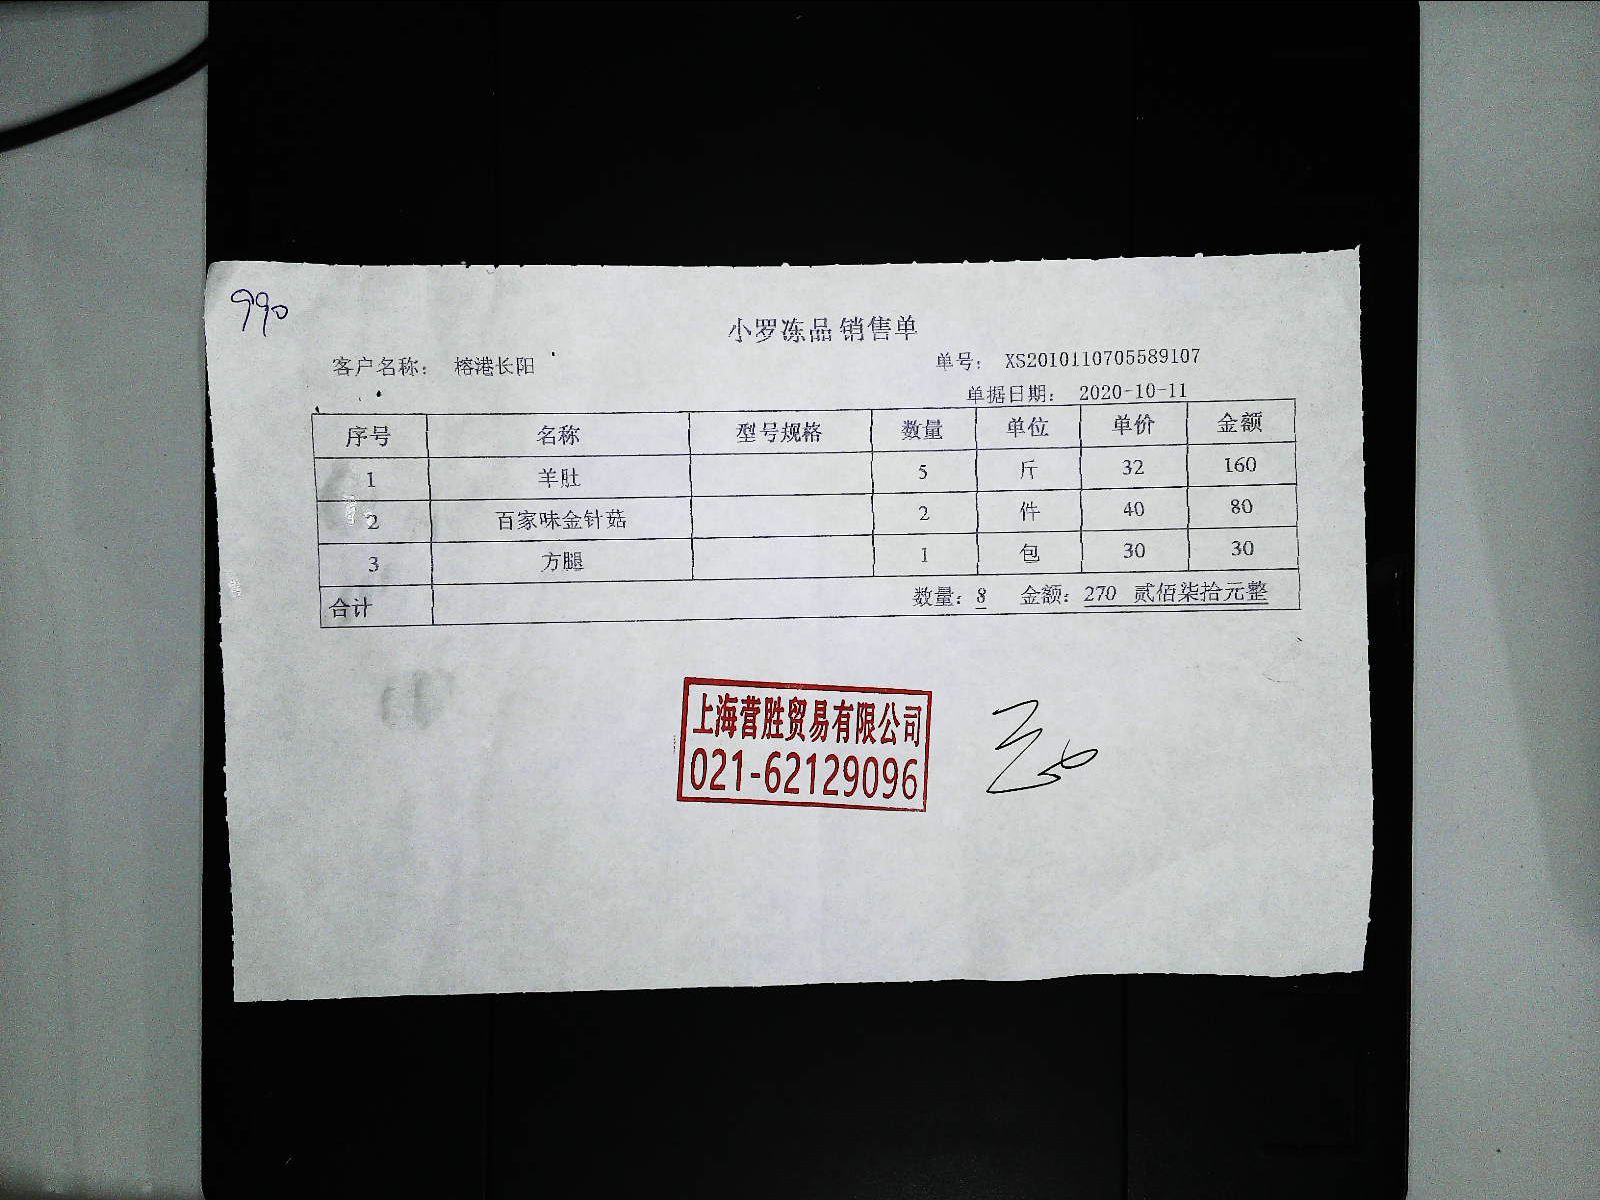 990
小罗冻品 销售单
客户名称： 榕港长阳
单号： XS2010110705589107
单据日期： 2020-10-11
序号 名称 型号规格 数量 单位 单价 金额
1 羊肚 5 斤 32 160
2 百家味金针菇 2 件 40 80
3 方腿 1 包 30 30
合计 数量：8 金额：270 贰佰柒拾元整
上海营胜贸易有限公司
021-62129096